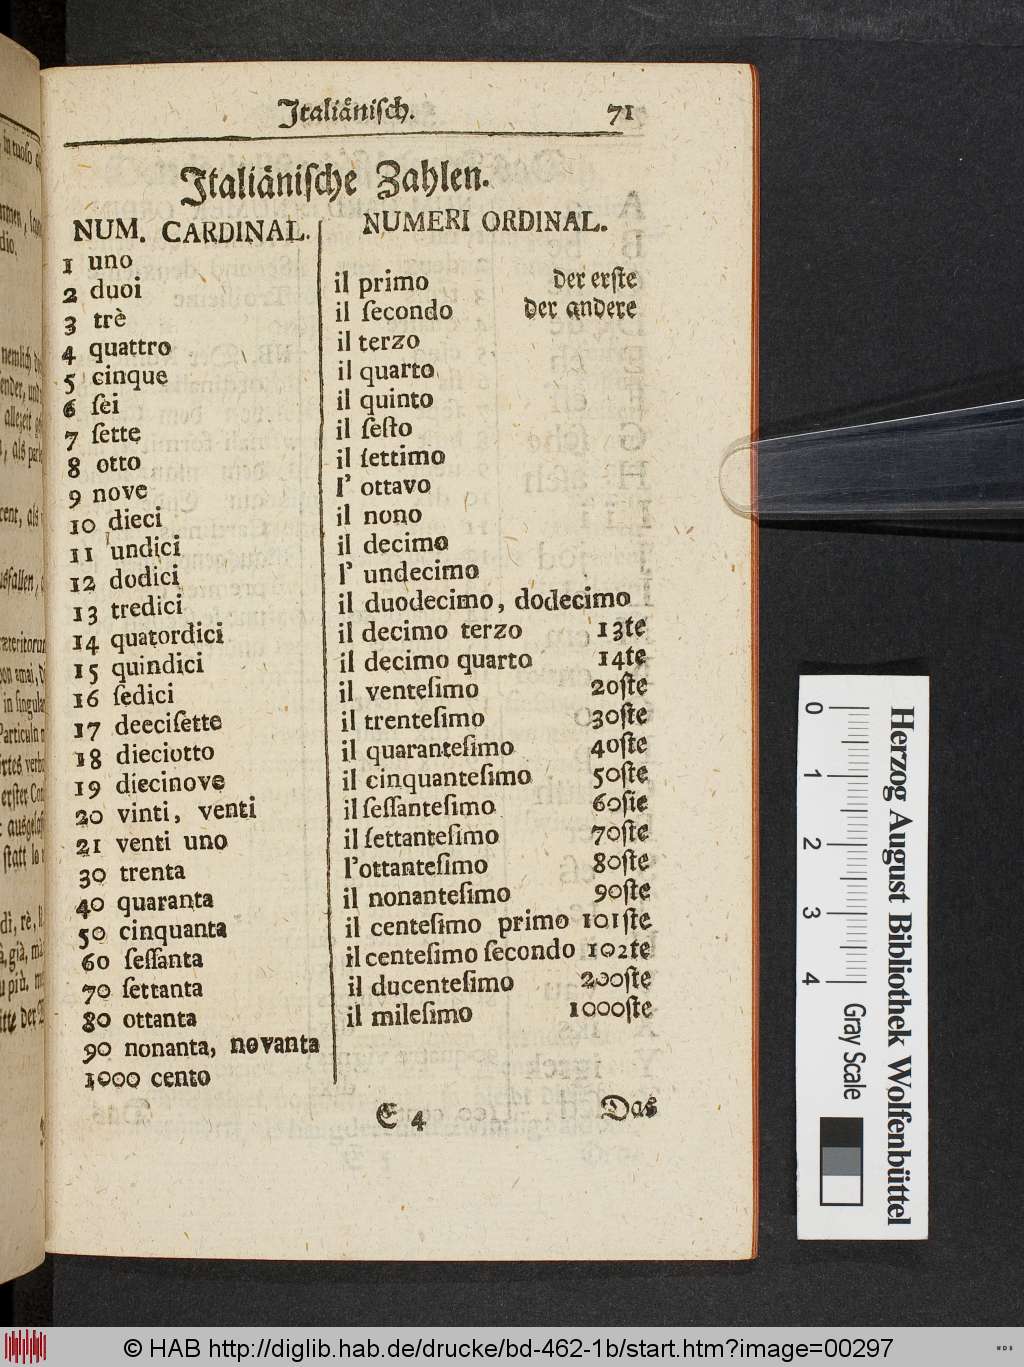 Italiänisch. 71
Italiänische Zahlen.
NUM. CARDINAL.
1 uno
2 duoi
3 trè
4 quattro
5 cinque
6 ſei
7 ſette
8 otto
9 nove
10 dieci
11 undici
12 dodici
13 tredici
14 quatordici
15 quindici
16 ſedici
17 deeciſette
18 dieciotto
19 diecinove
20 vinti, venti
21 venti uno
30 trenta
40 quaranta
50 cinquanta
60 ſeſſanta
70 ſettanta
80 ottanta
90 nonanta, novanta
1000 cento
NUMERI ORDINAL.
il primo der erſte
il ſecondo der andere
il terzo
il quarto
il quinto
il ſeſto
il ſettimo
l' ottavo
il nono
il decimo
l' undecimo
il duodecimo, dodecimo
il decimo terzo 13te
il decimo quarto 14te
il venteſimo 20ſte
il trenteſimo 30ſte
il quaranteſimo 40ſte
il cinquanteſimo 50ſte
il ſeſſanteſimo 60ſte
il ſettanteſimo 70ſte
l'ottanteſimo 80ſte
il nonanteſimo 90ſte
il centeſimo primo 101ſte
il centeſimo ſecondo 102te
il ducenteſimo 200ſte
il mileſimo 1000ſte
E 4 Das
0 1 2 3 4
Herzog August Bibliothek Wolfenbüttel
Gray Scale
© HAB http://diglib.hab.de/drucke/bd-462-1b/start.htm?image=00297